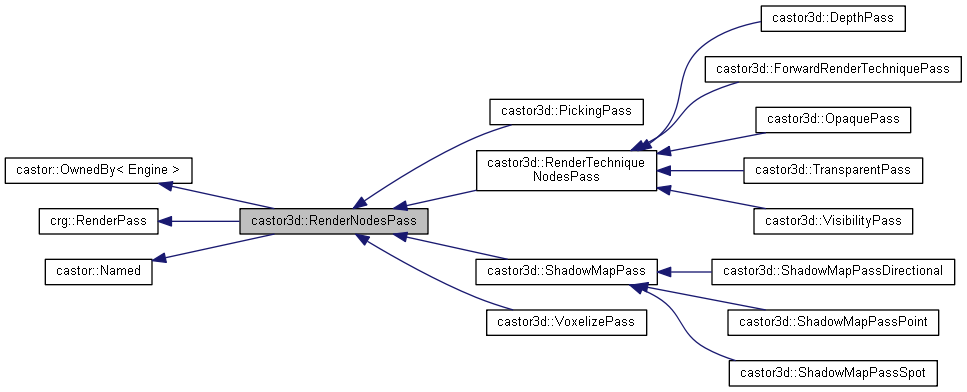 castor3d::DepthPass
castor3d::ForwardRenderTechniquePass
castor3d::PickingPass
castor3d::OpaquePass
castor::OwnedBy< Engine >
castor3d::RenderTechnique
NodesPass
castor3d::TransparentPass
crg::RenderPass
castor3d::RenderNodesPass
castor3d::VisibilityPass
castor::Named
castor3d::ShadowMapPass
castor3d::ShadowMapPassDirectional
castor3d::VoxelizePass
castor3d::ShadowMapPassPoint
castor3d::ShadowMapPassSpot